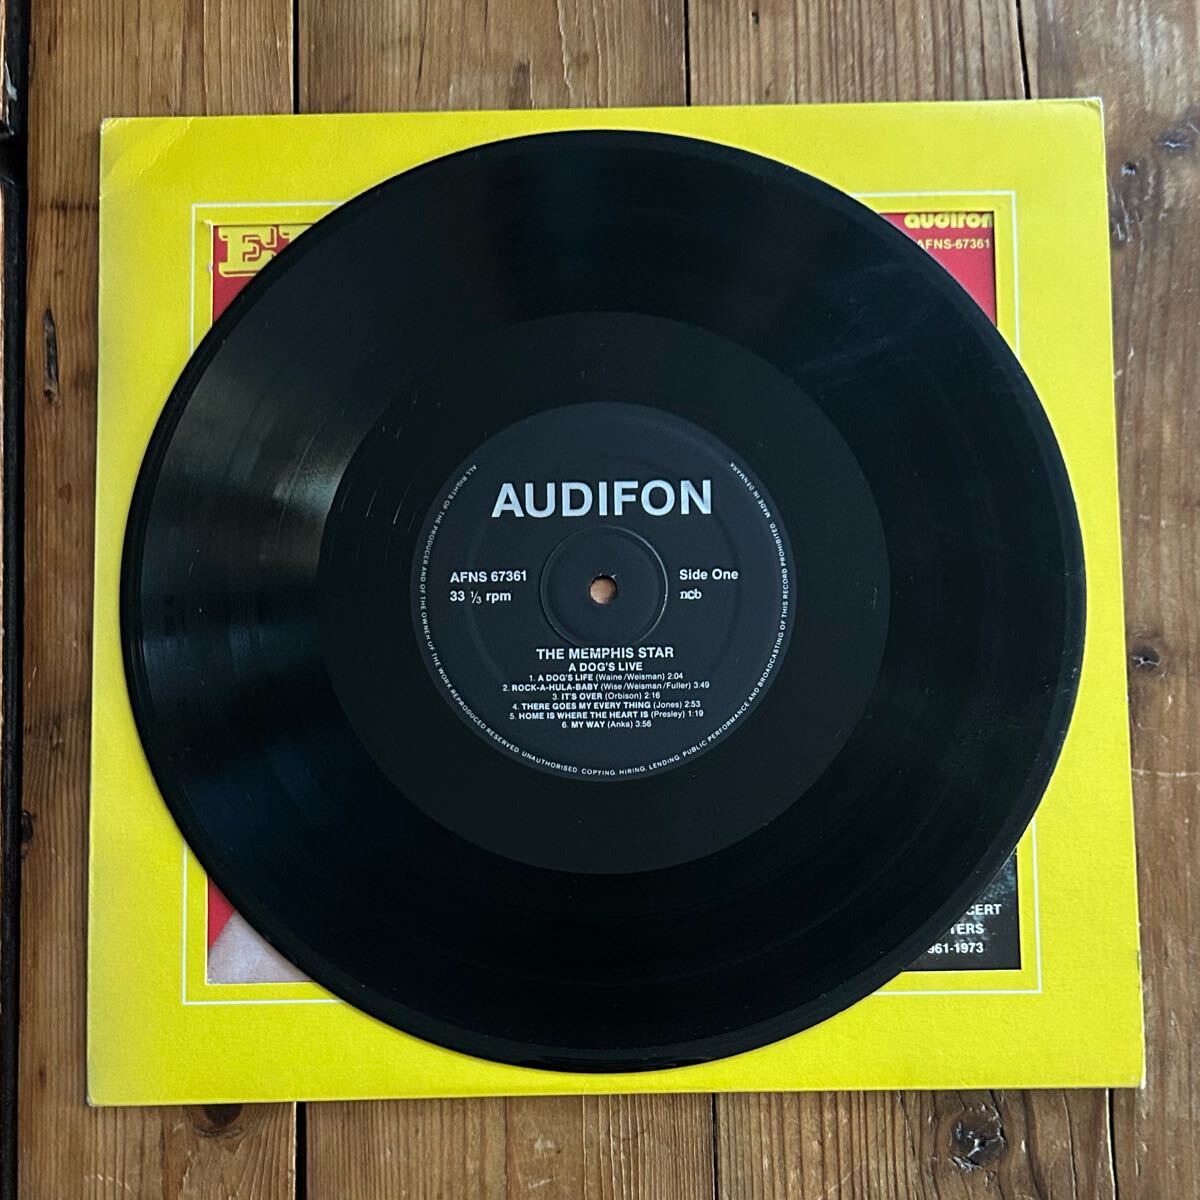 audifon
AFNS-67361
AUDIFON
AFNS 67361
33 1/3 rpm
Side One
ncb
THE MEMPHIS STAR
A DOG'S LIVE
1. A DOG'S LIFE (Waine/Weisman) 2:04
2. ROCK-A-HULA-BABY (Wise/Weisman/Fuller) 3:49
3. IT'S OVER (Orbison) 2:16
4. THERE GOES MY EVERY THING (Jones) 2:53
5. HOME IS WHERE THE HEART IS (Presley) 1:19
6. MY WAY (Anka) 3:56
ALL RIGHTS OF THE PRODUCER AND OF THE OWNER OF THE WORK REPRODUCED RESERVED. UNAUTHORISED COPYING, HIRING, LENDING, PUBLIC PERFORMANCE AND BROADCASTING OF THIS RECORD PROHIBITED. MADE IN DENMARK
CERT
TERS
961-1973